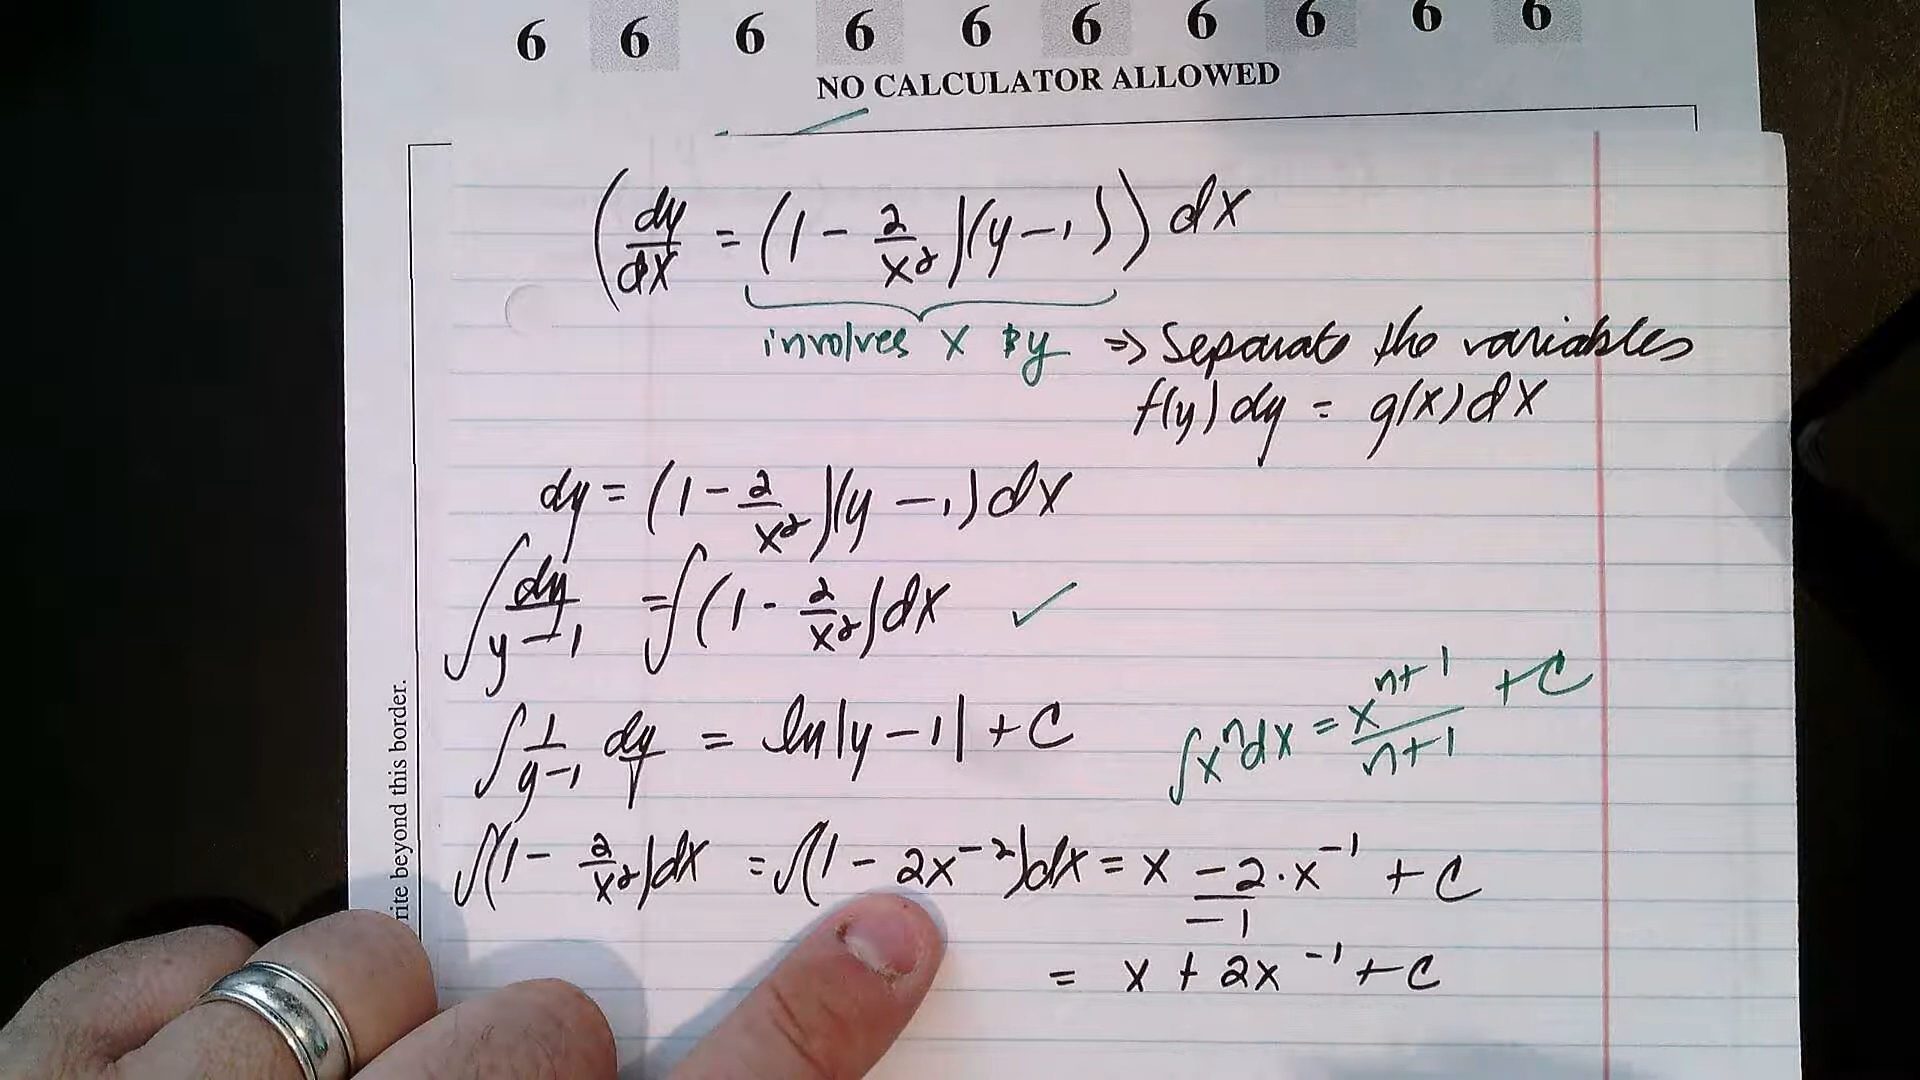 6 6 6 6 6 6 6 6 6 6
NO CALCULATOR ALLOWED
(dy/dx = (1 - 2/x²)(y-1)) dx
involves x & y => Separate the variables
f(y) dy = g(x) dx
dy = (1 - 2/x²)(y - 1) dx
∫ dy/(y-1) = ∫ (1 - 2/x²) dx ✓
∫ 1/(y-1) dy/1 = ln|y-1| + C
∫xⁿdx = xⁿ⁺¹/(n+1) + C
∫(1 - 2/x²)dx = ∫(1 - 2x⁻²)dx = x -2/-1 · x⁻¹ + C
= x + 2x⁻¹ + C
rite beyond this border.